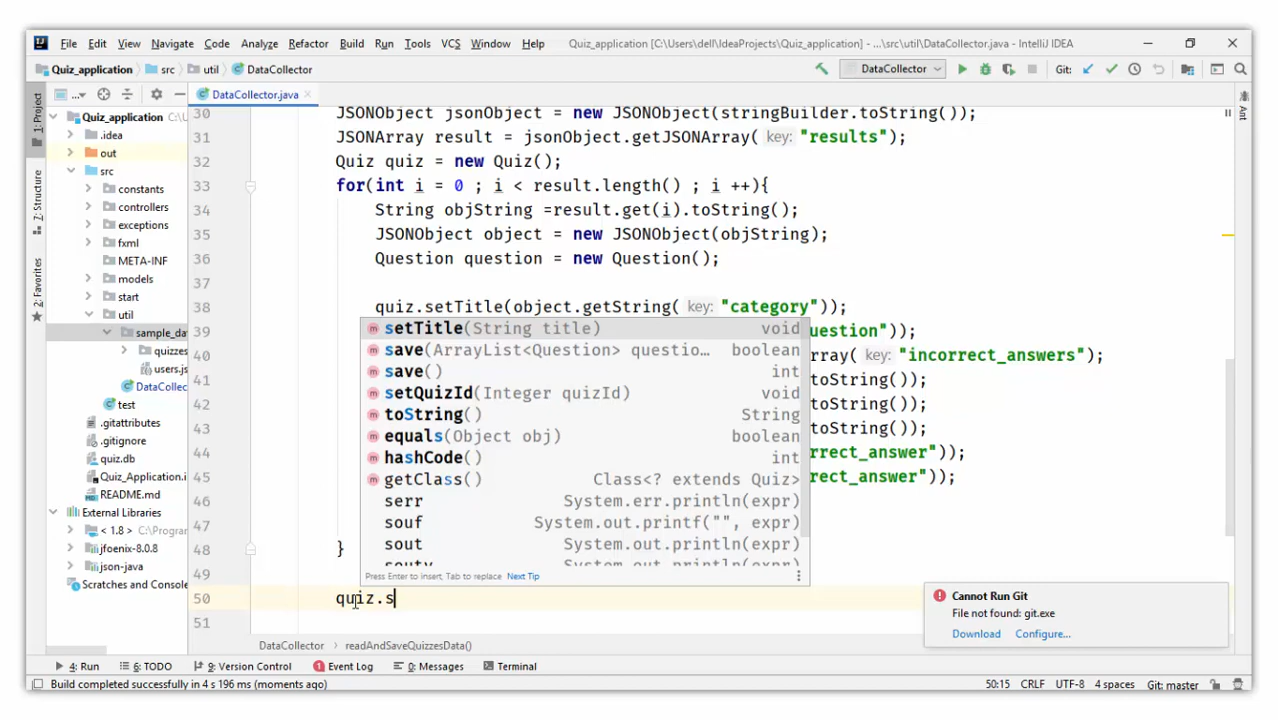 File Edit View Navigate Code Analyze Refactor Build Run Tools VCS Window Help Quiz_application [C:\Users\dell\IdeaProjects\Quiz_application] - ...\src\util\DataCollector.java - IntelliJ IDEA
Quiz_application src util DataCollector DataCollector Git:
1: Project
Z: Structure
2: Favorites
Ant
... DataCollector.java
Quiz_application C:\U
.idea
out
src
constants
controllers
exceptions
fxml
META-INF
models
start
util
sample_da
quizzes
users.js
DataCollec
test
.gitattributes
.gitignore
quiz.db
Quiz_Application.i
README.md
External Libraries
< 1.8 > C:\Progra
jfoenix-8.0.8
json-java
Scratches and Console
30 JSONObject jsonObject = new JSONObject(stringBuilder.toString());
31 JSONArray result = jsonObject.getJSONArray( key: "results");
32 Quiz quiz = new Quiz();
33 for(int i = 0 ; i < result.length() ; i ++){
34 String objString =result.get(i).toString();
35 JSONObject object = new JSONObject(objString);
36 Question question = new Question();
37
38 quiz.setTitle(object.getString( key: "category"));
39 uestion"));
40 rray( key: "incorrect_answers");
41 toString());
42 toString());
43 toString());
44 rrect_answer"));
45 rect_answer"));
46
47
48 }
49
50 quiz.s
51
setTitle(String title) void
save(ArrayList<Question> questio... boolean
save() int
setQuizId(Integer quizId) void
toString() String
equals(Object obj) boolean
hashCode() int
getClass() Class<? extends Quiz>
serr System.err.println(expr)
souf System.out.printf("", expr)
sout System.out.println(expr)
soutv System.out.println(expr)
Press Enter to insert, Tab to replace Next Tip
Cannot Run Git
File not found: git.exe
Download Configure...
DataCollector readAndSaveQuizzesData()
4: Run 6: TODO 9: Version Control 1 Event Log 0: Messages Terminal
Build completed successfully in 4 s 196 ms (moments ago) 50:15 CRLF UTF-8 4 spaces Git: master